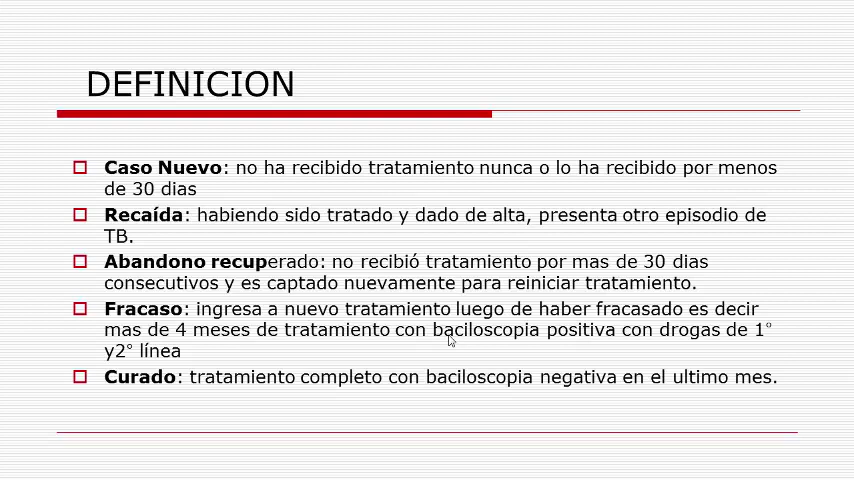 DEFINICION
Caso Nuevo: no ha recibido tratamiento nunca o lo ha recibido por menos
de 30 dias
Recaída: habiendo sido tratado y dado de alta, presenta otro episodio de
TB.
Abandono recuperado: no recibió tratamiento por mas de 30 dias
consecutivos y es captado nuevamente para reiniciar tratamiento.
Fracaso: ingresa a nuevo tratamiento luego de haber fracasado es decir
mas de 4 meses de tratamiento con baciloscopia positiva con drogas de 1°
y2° línea
Curado: tratamiento completo con baciloscopia negativa en el ultimo mes.